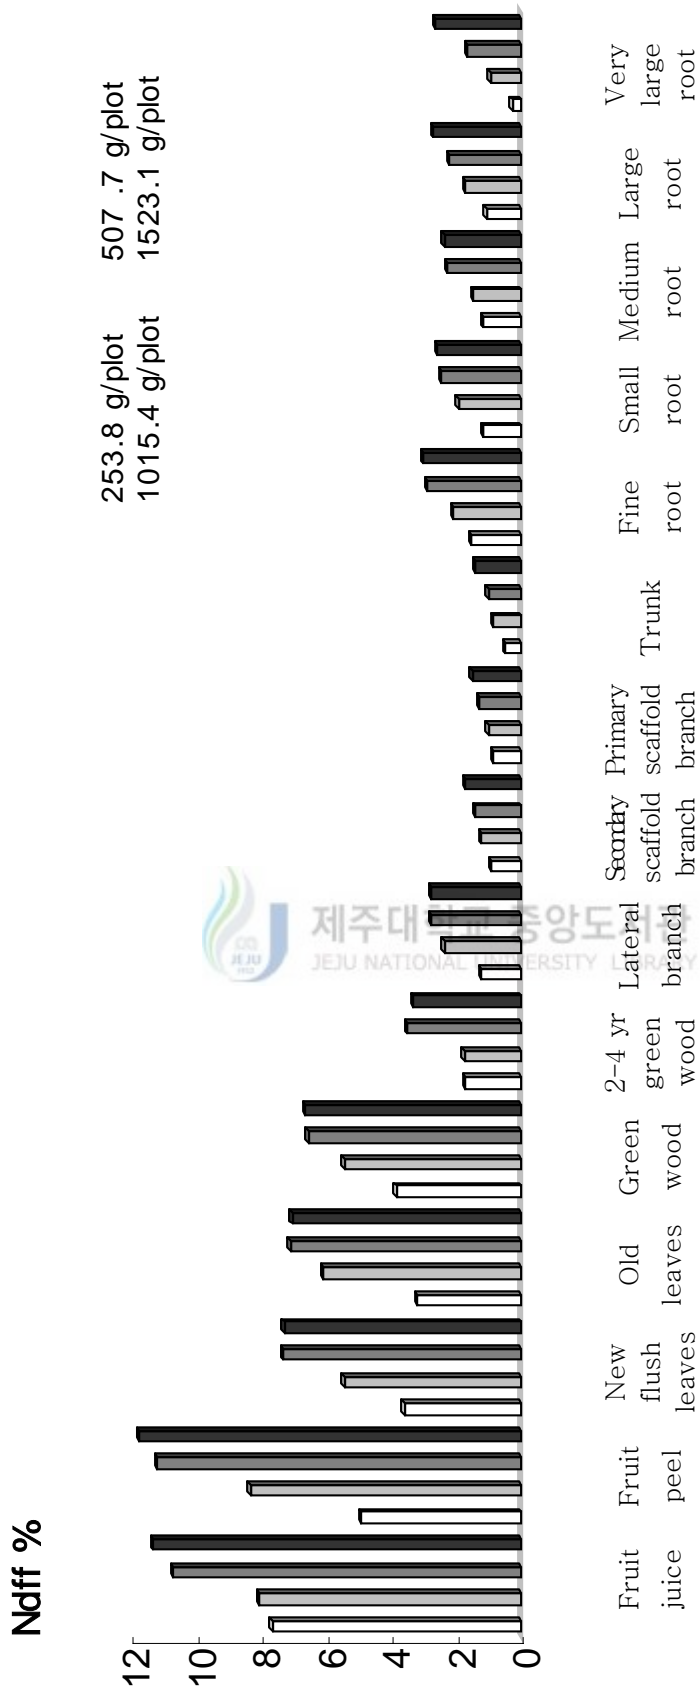 Ndff %
253.8 g/plot 507 .7 g/plot
1015.4 g/plot 1523.1 g/plot
12
10
8
6
4
2
0
Fruit juice
Fruit peel
New flush leaves
Old leaves
Green wood
2-4 yr green wood
Lateral branch
Secondary scaffold branch
Primary scaffold branch
Trunk
Fine root
Small root
Medium root
Large root
Very large root
제주대학교 중앙도서관
JEJU NATIONAL UNIVERSITY LIBRARY
JEJU
1952